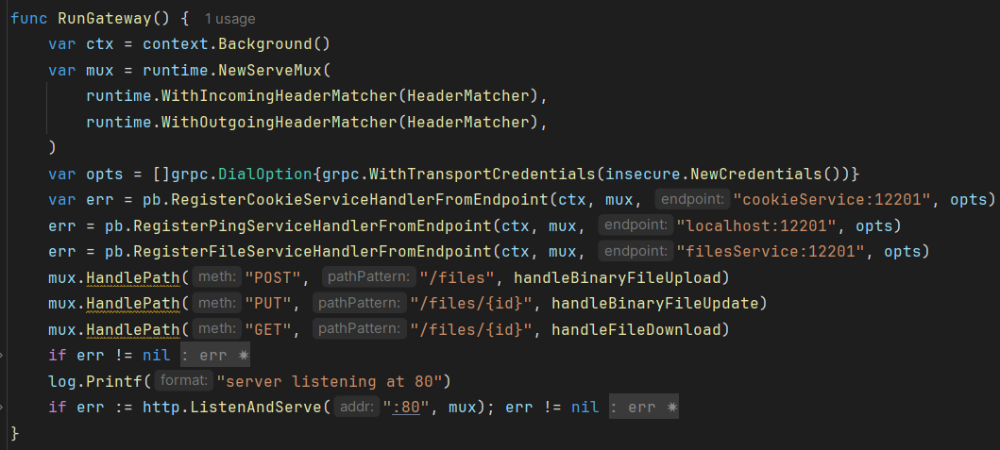 func RunGateway() { 1 usage
    var ctx = context.Background()
    var mux = runtime.NewServeMux(
        runtime.WithIncomingHeaderMatcher(HeaderMatcher),
        runtime.WithOutgoingHeaderMatcher(HeaderMatcher),
    )
    var opts = []grpc.DialOption{grpc.WithTransportCredentials(insecure.NewCredentials())}
    var err = pb.RegisterCookieServiceHandlerFromEndpoint(ctx, mux, endpoint: "cookieService:12201", opts)
    err = pb.RegisterPingServiceHandlerFromEndpoint(ctx, mux, endpoint: "localhost:12201", opts)
    err = pb.RegisterFileServiceHandlerFromEndpoint(ctx, mux, endpoint: "filesService:12201", opts)
    mux.HandlePath( meth: "POST", pathPattern: "/files", handleBinaryFileUpload)
    mux.HandlePath( meth: "PUT", pathPattern: "/files/{id}", handleBinaryFileUpdate)
    mux.HandlePath( meth: "GET", pathPattern: "/files/{id}", handleFileDownload)
    if err != nil : err ✷
    log.Printf( format: "server listening at 80")
    if err := http.ListenAndServe( addr: ":80", mux); err != nil : err ✷
}